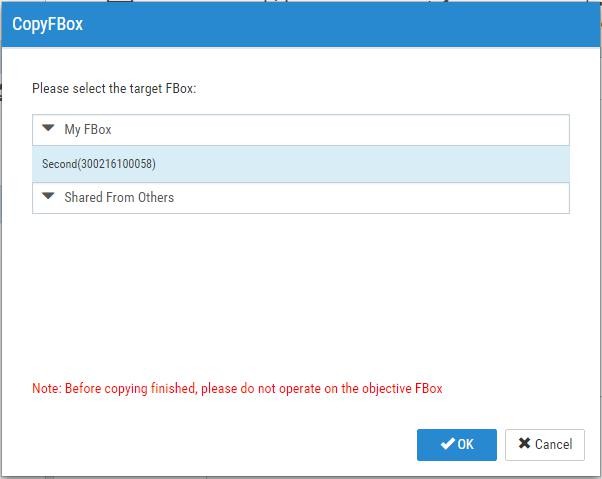 CopyFBox
Please select the target FBox:
My FBox
Second(300216100058)
Shared From Others
Note: Before copying finished, please do not operate on the objective FBox
OK
Cancel